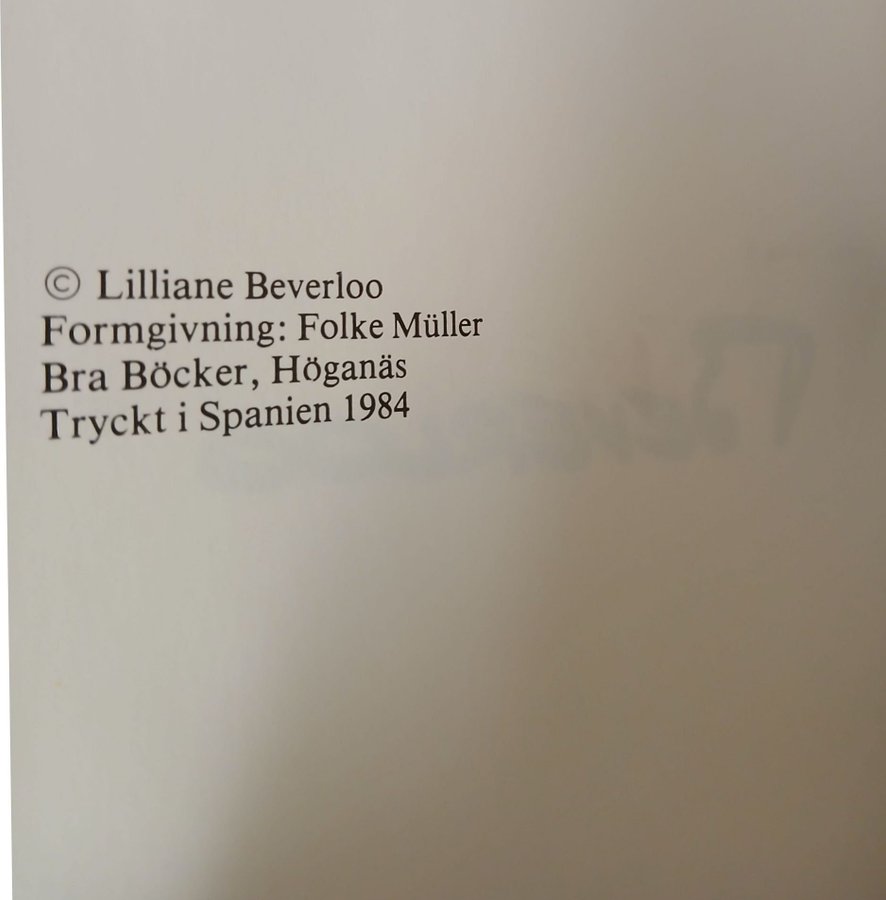 © Lilliane Beverloo
Formgivning: Folke Müller
Bra Böcker, Höganäs
Tryckt i Spanien 1984